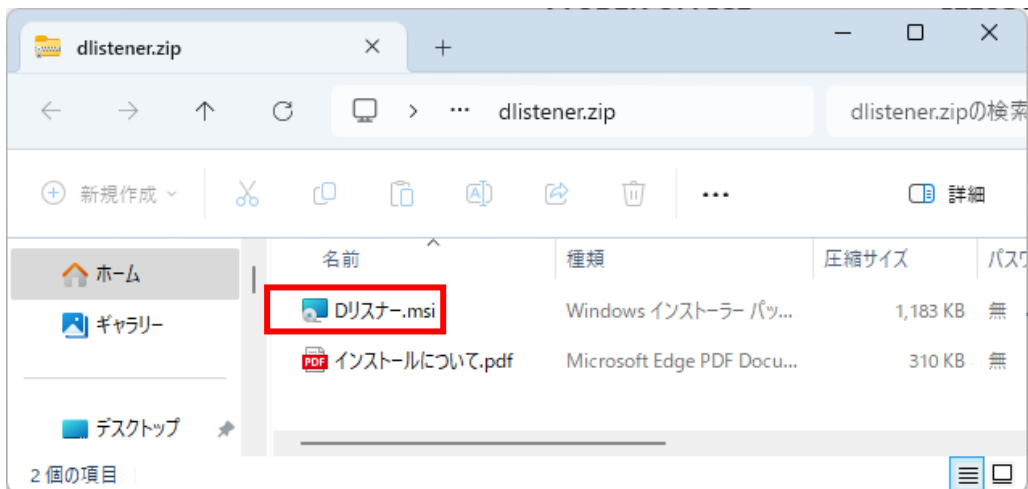 dlistener.zip
dlistener.zip
dlistener.zipの検索
新規作成
詳細
名前
種類
圧縮サイズ
ホーム
Dリスナー.msi
Windows インストーラー パッ...
1,183 KB
無
ギャラリー
PDF
インストールについて.pdf
Microsoft Edge PDF Docu...
310 KB
無
デスクトップ
2 個の項目